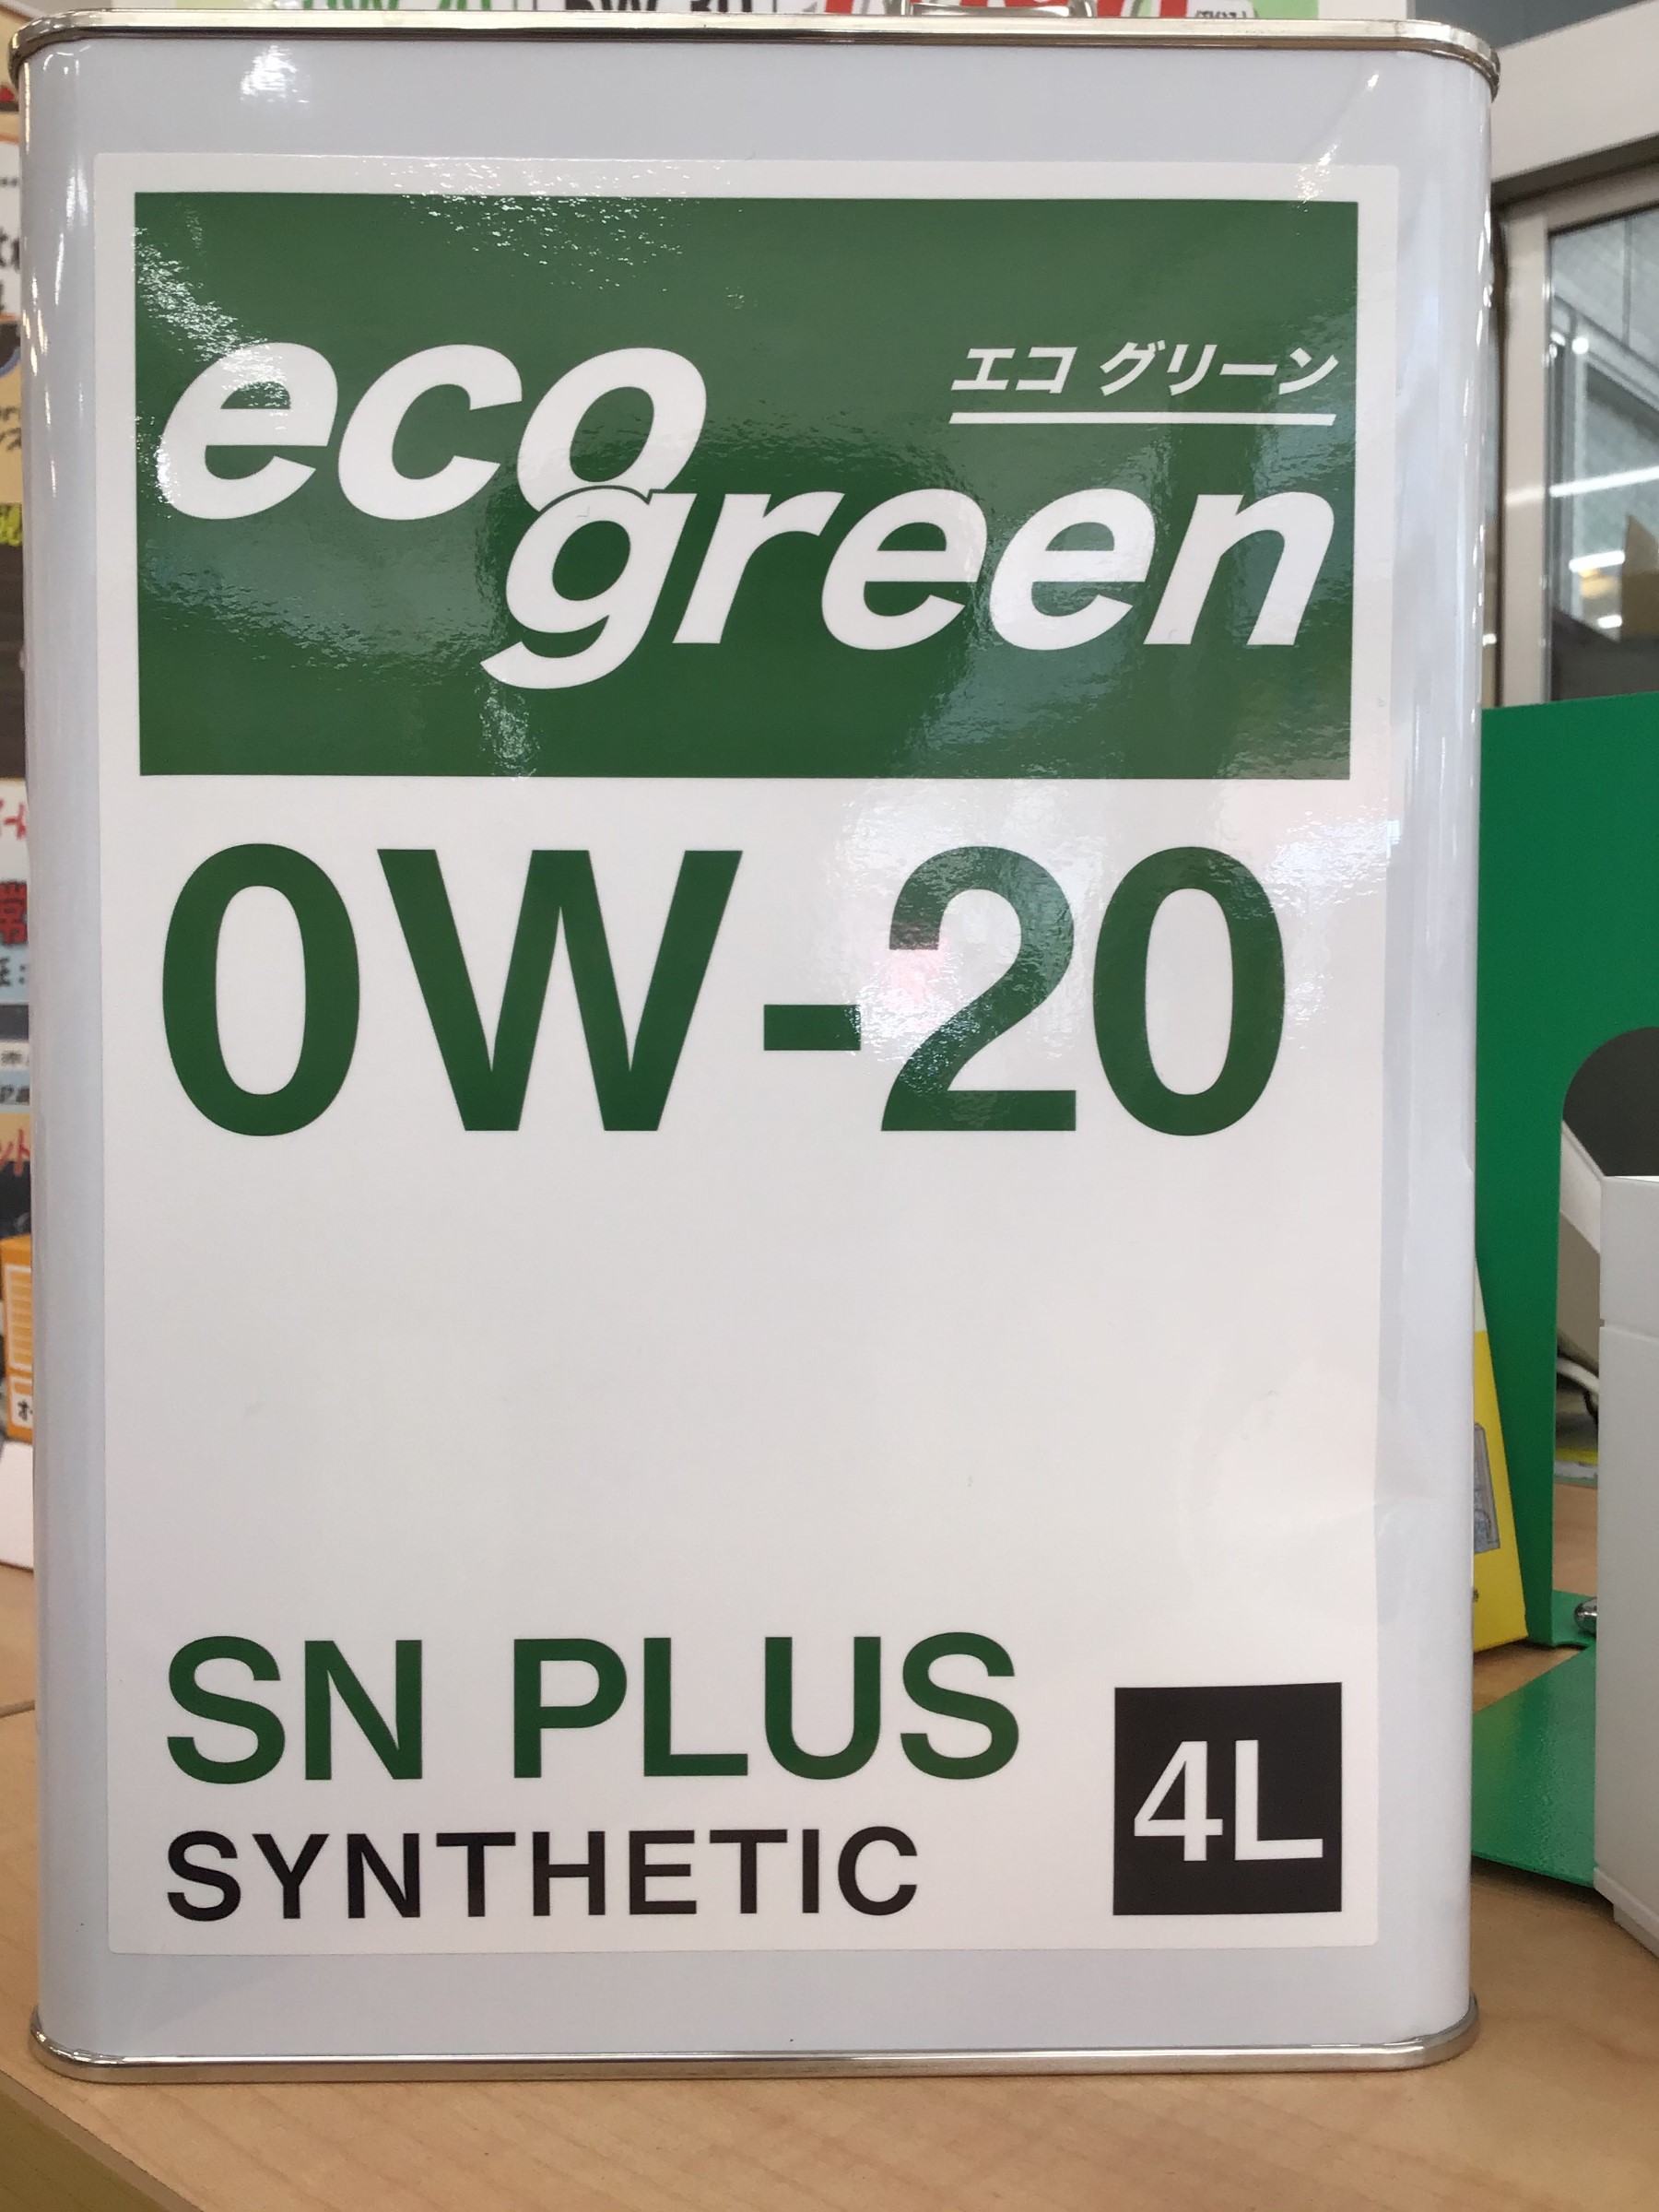 エコ グリーン
eco
green
0W-20
SN PLUS
SYNTHETIC
4L